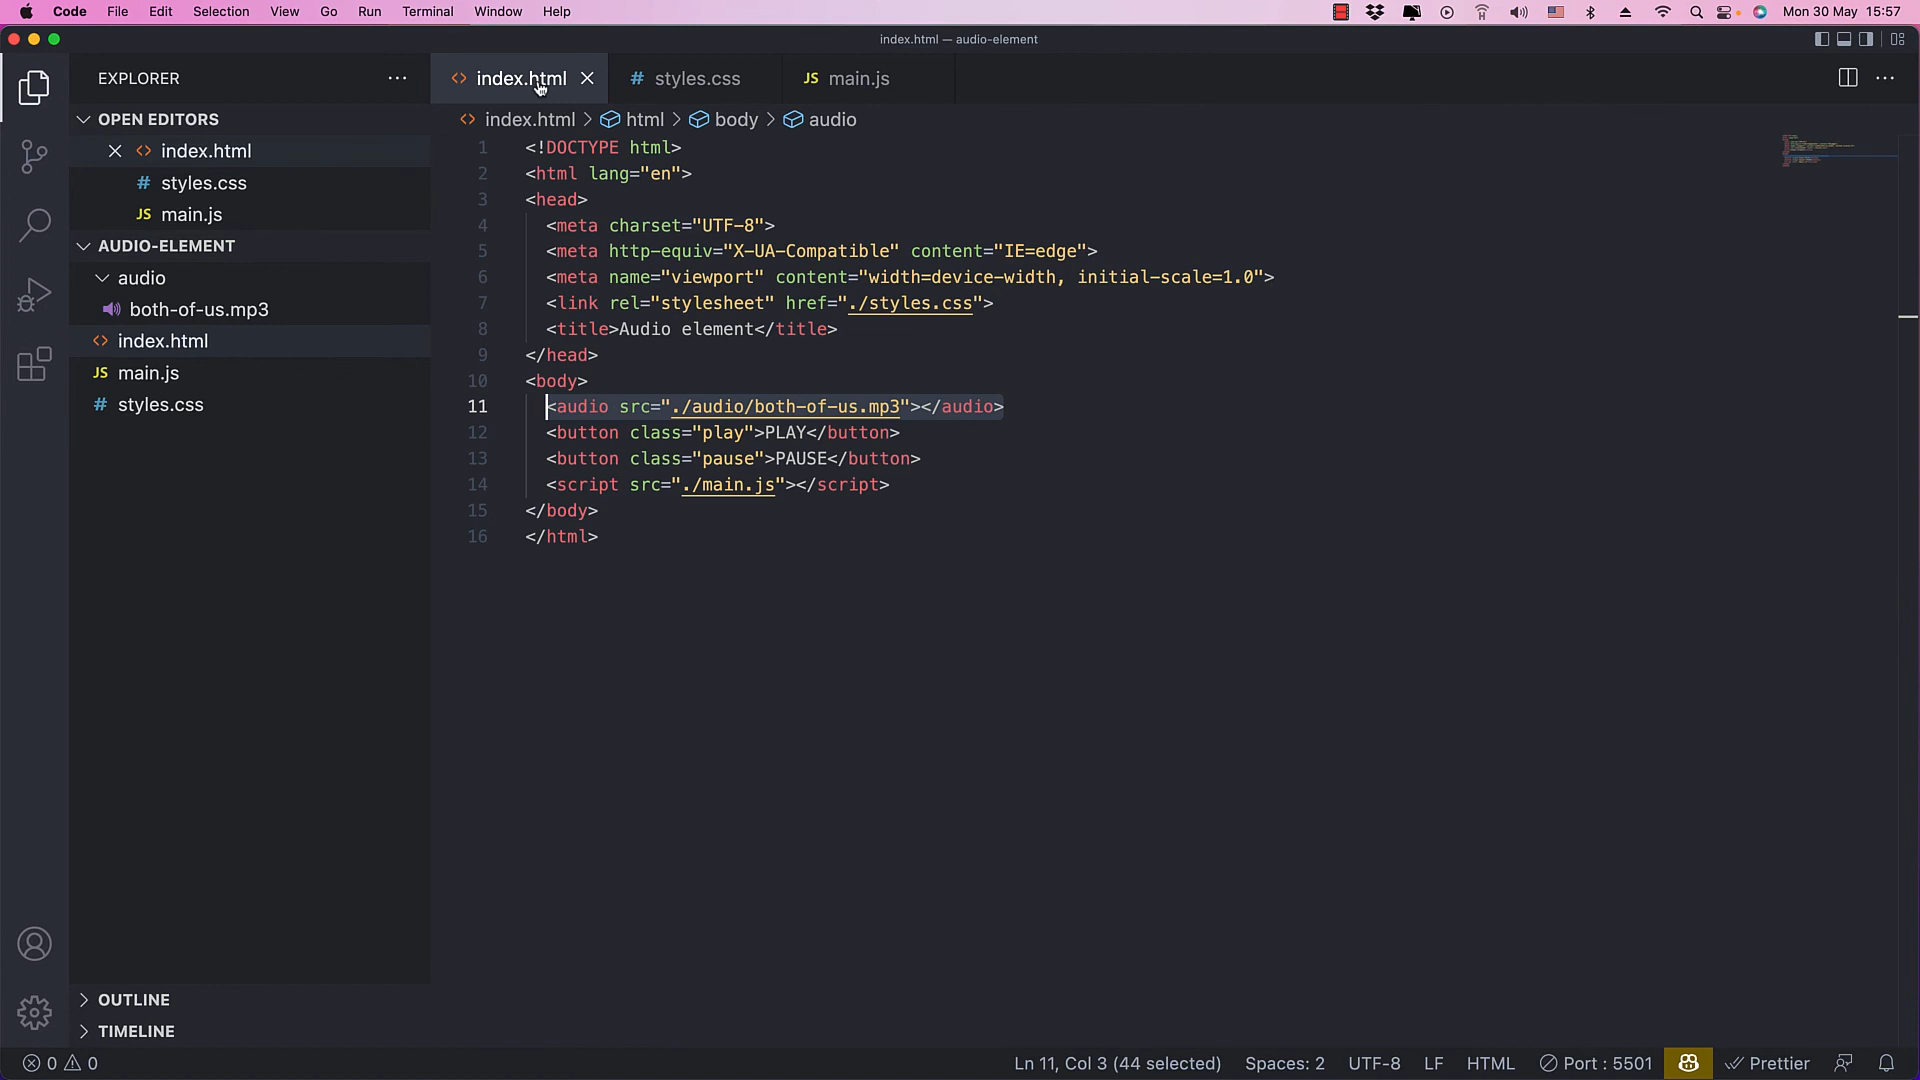 Code File Edit Selection View Go Run Terminal Window Help Mon 30 May 15:57
index.html — audio-element
EXPLORER
index.html
# styles.css
JS main.js
OPEN EDITORS
index.html > html > body > audio
index.html
# styles.css
JS main.js
AUDIO-ELEMENT
audio
both-of-us.mp3
index.html
JS main.js
# styles.css
1 <!DOCTYPE html>
2 <html lang="en">
3 <head>
4 <meta charset="UTF-8">
5 <meta http-equiv="X-UA-Compatible" content="IE=edge">
6 <meta name="viewport" content="width=device-width, initial-scale=1.0">
7 <link rel="stylesheet" href="./styles.css">
8 <title>Audio element</title>
9 </head>
10 <body>
11 <audio src="./audio/both-of-us.mp3"></audio>
12 <button class="play">PLAY</button>
13 <button class="pause">PAUSE</button>
14 <script src="./main.js"></script>
15 </body>
16 </html>
OUTLINE
TIMELINE
0 0 Ln 11, Col 3 (44 selected) Spaces: 2 UTF-8 LF HTML Port : 5501 Prettier